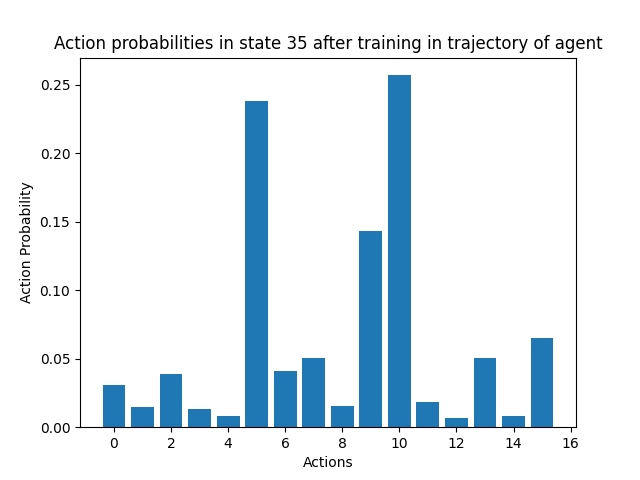 Action probabilities in state 35 after training in trajectory of agent
0.25
0.20
0.15
0.10
0.05
0.00
Action Probability
0 2 4 6 8 10 12 14 16
Actions